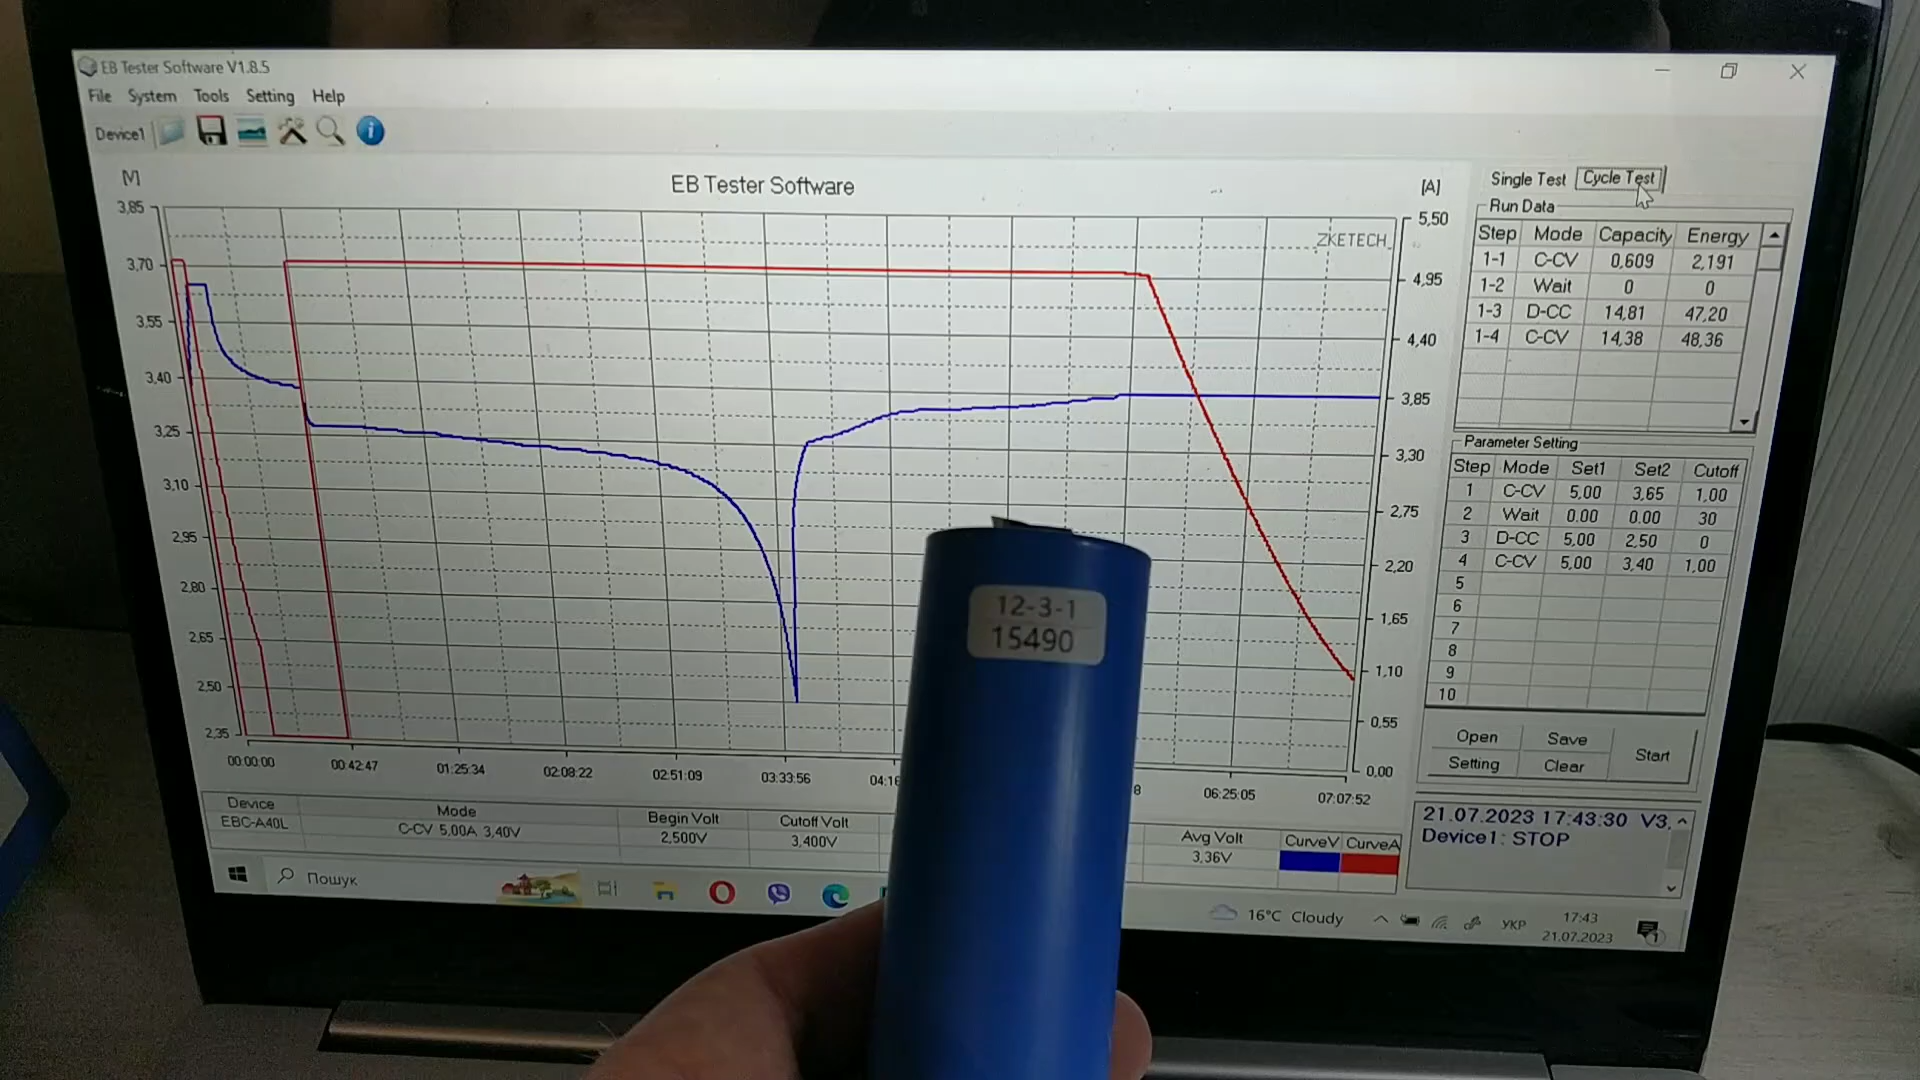 EB Tester Software V1.8.5
File System Tools Setting Help
Device1
[V]
EB Tester Software
[A]
ZKETECH
3,85
3,70
3,55
3,40
3,25
3,10
2,95
2,80
2,65
2,50
2,35
5,50
4,95
4,40
3,85
3,30
2,75
2,20
1,65
1,10
0,55
0,00
00:00:00 00:42:47 01:25:34 02:08:22 02:51:09 03:33:56 06:25:05 07:07:52
Single Test Cycle Test
Run Data
Step Mode Capacity Energy
1-1 C-CV 0,609 2,191
1-2 Wait 0 0
1-3 D-CC 14,81 47,20
1-4 C-CV 14,38 48,36
Parameter Setting
Step Mode Set1 Set2 Cutoff
1 C-CV 5,00 3,65 1,00
2 Wait 0.00 0.00 30
3 D-CC 5,00 2,50 0
4 C-CV 5,00 3,40 1,00
5
6
7
8
9
10
Open Save Start
Setting Clear
12-3-1
15490
Device Mode Begin Volt Cutoff Volt Avg Volt CurveV CurveA
EBC-A40L C-CV 5,00A 3,40V 2,500V 3,400V 3,36V
21.07.2023 17:43:30 V3.
Device1: STOP
Пошук
16°C Cloudy
УКР
17:43
21.07.2023
1